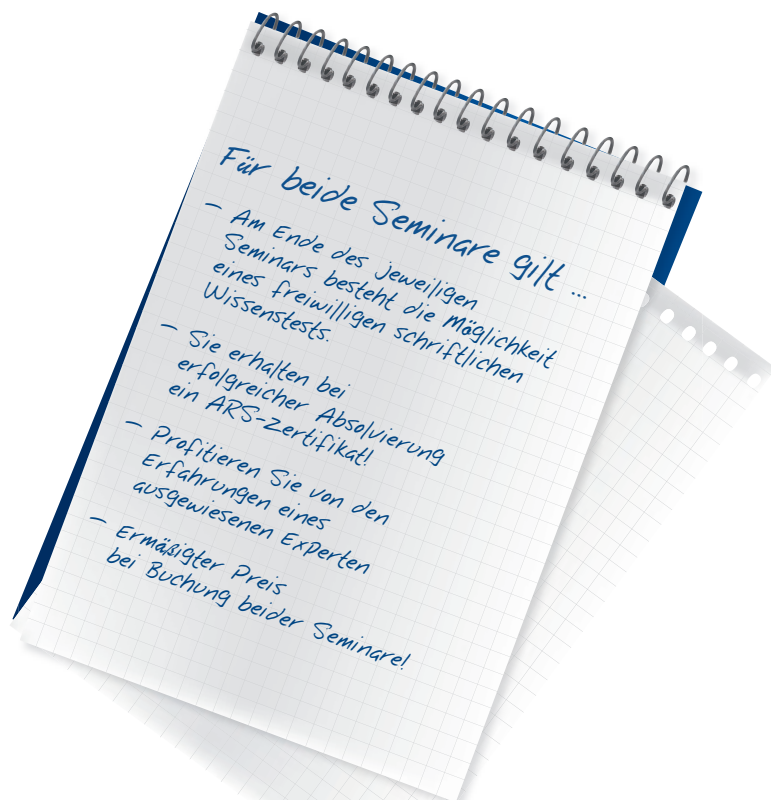 Für beide Seminare gilt ...
– Am Ende des jeweiligen
Seminars besteht die Möglichkeit
eines freiwilligen schriftlichen
Wissenstests.
– Sie erhalten bei
erfolgreicher Absolvierung
ein ARS-Zertifikat!
– Profitieren Sie von den
Erfahrungen eines
ausgewiesenen Experten
– Ermäßigter Preis
bei Buchung beider Seminare!